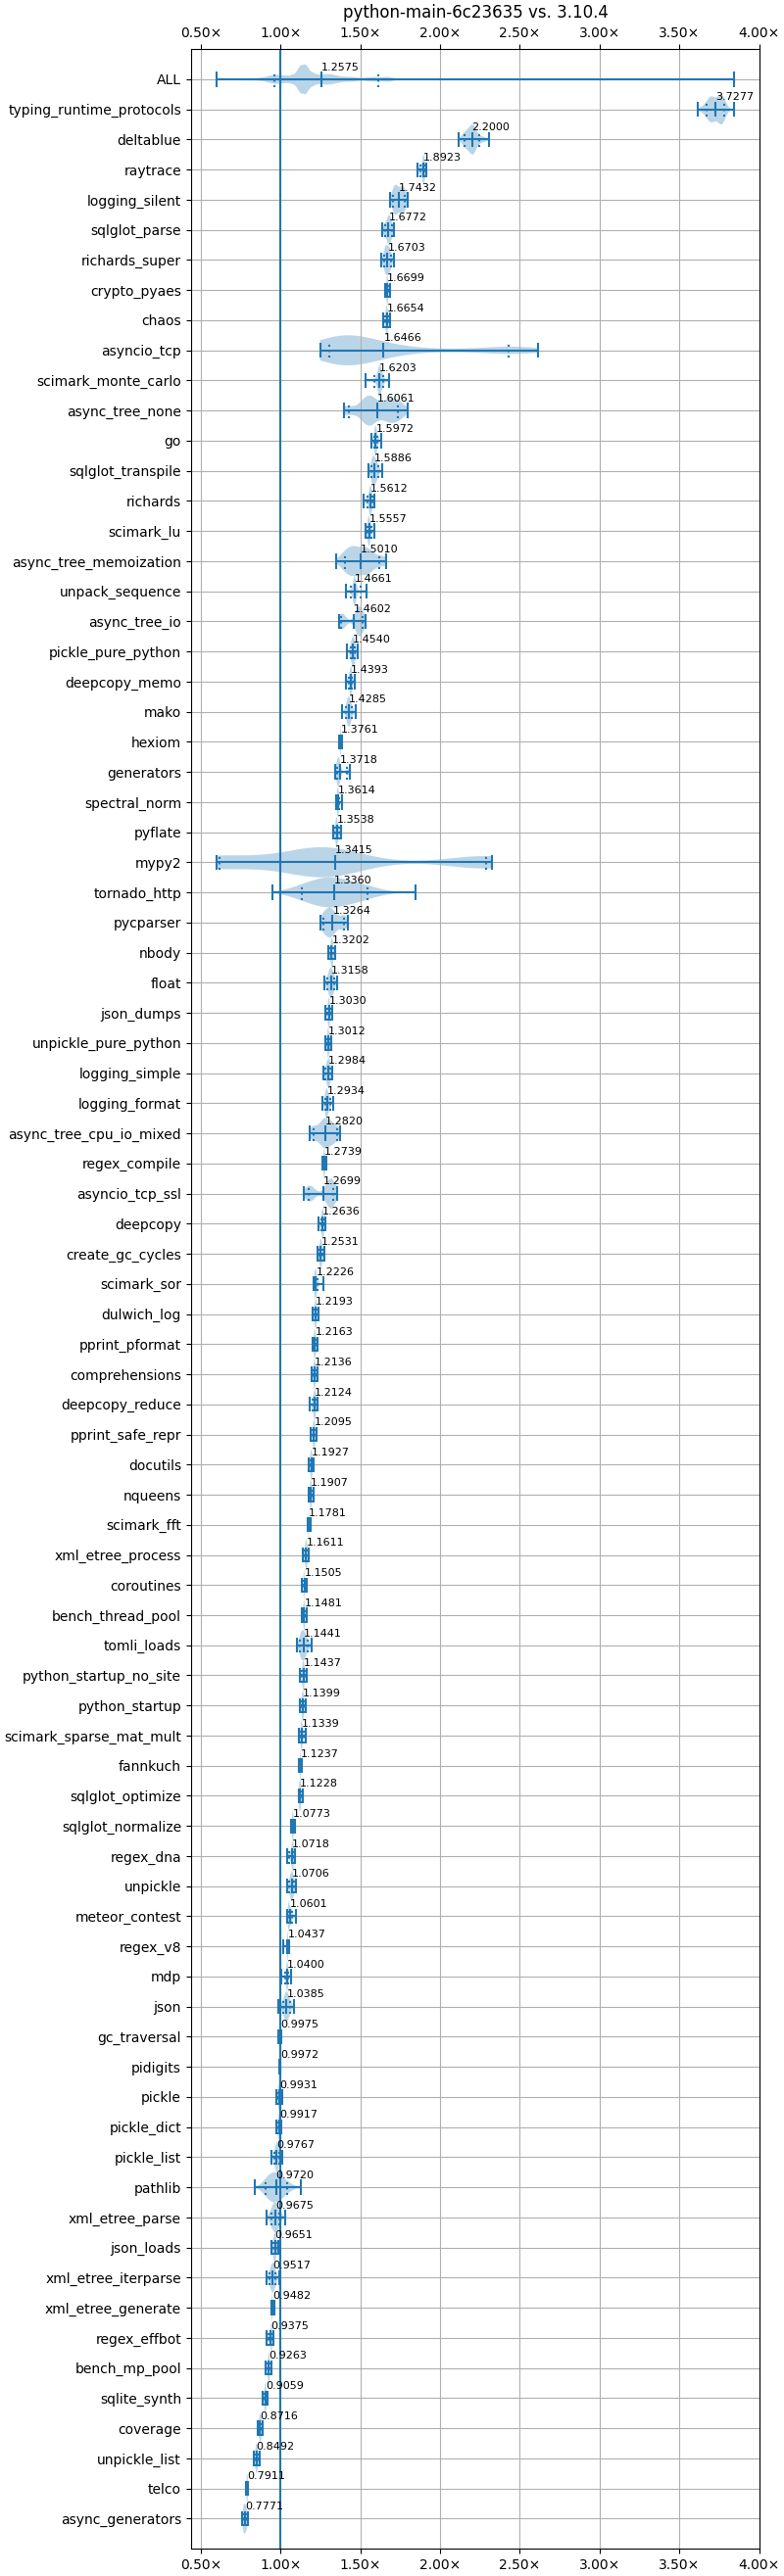 python-main-6c23635 vs. 3.10.4
0.50× 1.00× 1.50× 2.00× 2.50× 3.00× 3.50× 4.00×
ALL 1.2575
typing_runtime_protocols 3.7277
deltablue 2.2000
raytrace 1.8923
logging_silent 1.7432
sqlglot_parse 1.6772
richards_super 1.6703
crypto_pyaes 1.6699
chaos 1.6654
asyncio_tcp 1.6466
scimark_monte_carlo 1.6203
async_tree_none 1.6061
go 1.5972
sqlglot_transpile 1.5886
richards 1.5612
scimark_lu 1.5557
async_tree_memoization 1.5010
unpack_sequence 1.4661
async_tree_io 1.4602
pickle_pure_python 1.4540
deepcopy_memo 1.4393
mako 1.4285
hexiom 1.3761
generators 1.3718
spectral_norm 1.3614
pyflate 1.3538
mypy2 1.3415
tornado_http 1.3360
pycparser 1.3264
nbody 1.3202
float 1.3158
json_dumps 1.3030
unpickle_pure_python 1.3012
logging_simple 1.2984
logging_format 1.2934
async_tree_cpu_io_mixed 1.2820
regex_compile 1.2739
asyncio_tcp_ssl 1.2699
deepcopy 1.2636
create_gc_cycles 1.2531
scimark_sor 1.2226
dulwich_log 1.2193
pprint_pformat 1.2163
comprehensions 1.2136
deepcopy_reduce 1.2124
pprint_safe_repr 1.2095
docutils 1.1927
nqueens 1.1907
scimark_fft 1.1781
xml_etree_process 1.1611
coroutines 1.1505
bench_thread_pool 1.1481
tomli_loads 1.1441
python_startup_no_site 1.1437
python_startup 1.1399
scimark_sparse_mat_mult 1.1339
fannkuch 1.1237
sqlglot_optimize 1.1228
sqlglot_normalize 1.0773
regex_dna 1.0718
unpickle 1.0706
meteor_contest 1.0601
regex_v8 1.0437
mdp 1.0400
json 1.0385
gc_traversal 0.9975
pidigits 0.9972
pickle 0.9931
pickle_dict 0.9917
pickle_list 0.9767
pathlib 0.9720
xml_etree_parse 0.9675
json_loads 0.9651
xml_etree_iterparse 0.9517
xml_etree_generate 0.9482
regex_effbot 0.9375
bench_mp_pool 0.9263
sqlite_synth 0.9059
coverage 0.8716
unpickle_list 0.8492
telco 0.7911
async_generators 0.7771
0.50× 1.00× 1.50× 2.00× 2.50× 3.00× 3.50× 4.00×